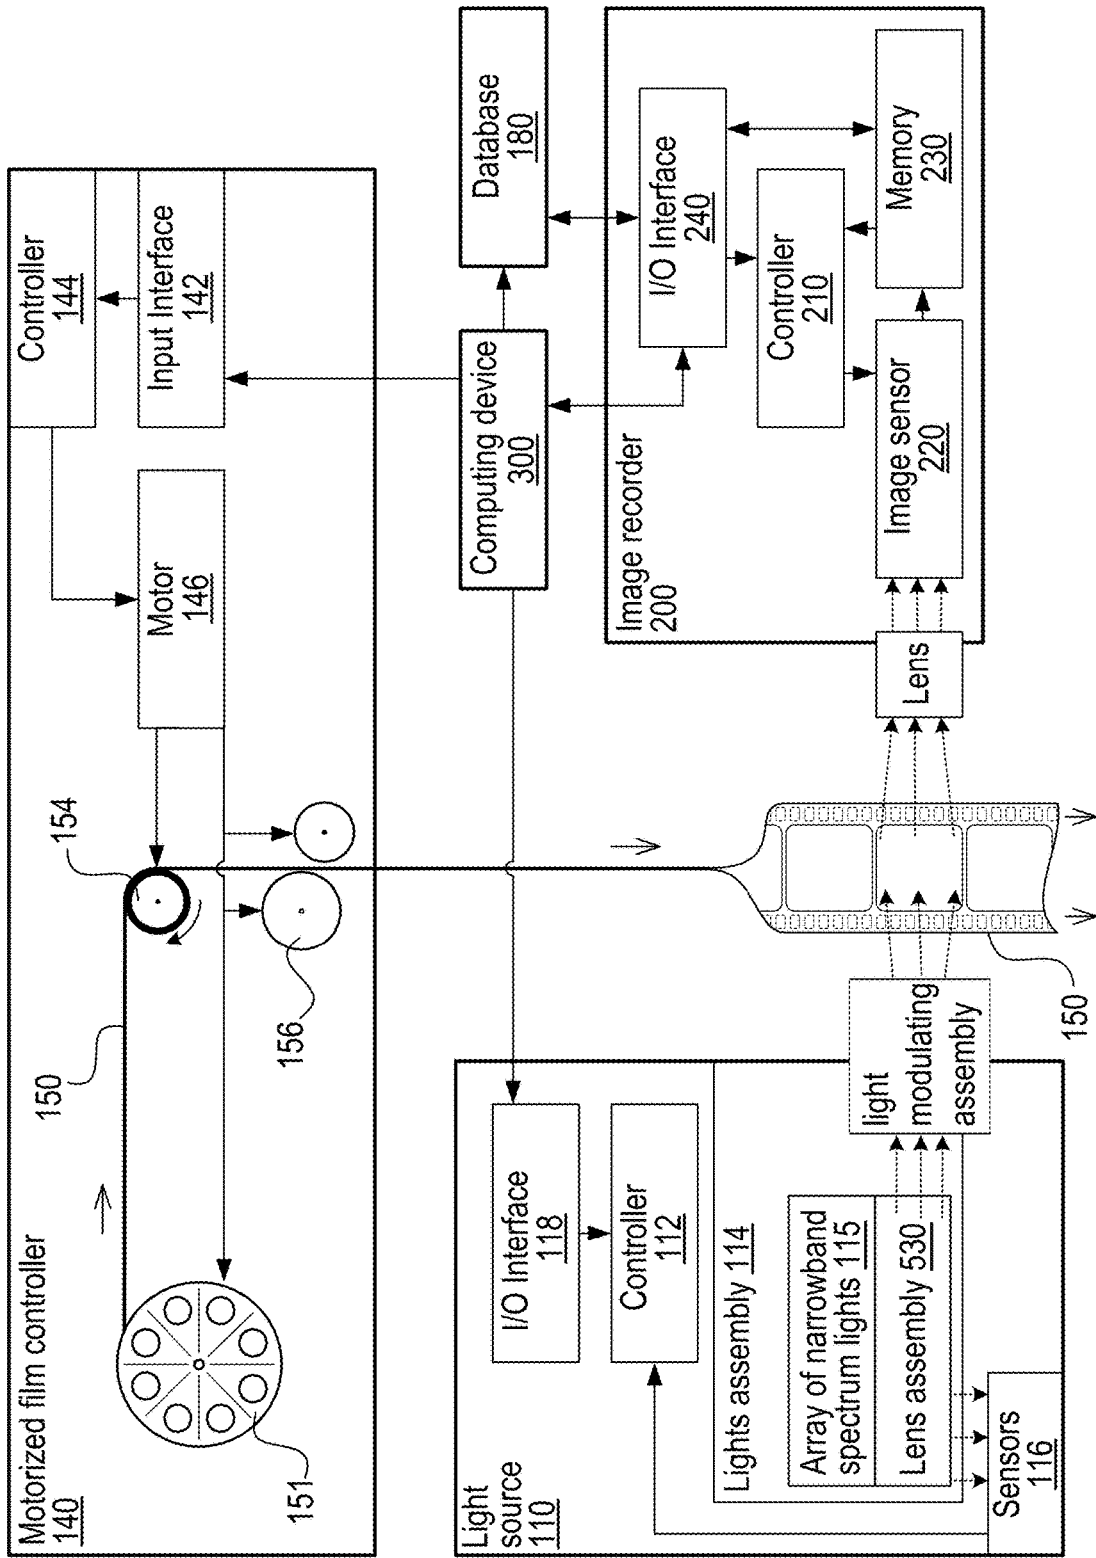 Motorized film controller
140
151
150
154
156
Motor
146
Controller
144
Input Interface
142
Computing device
300
Database
180
Light
source
110
I/O Interface
118
Controller
112
Lights assembly 114
Array of narrowband
spectrum lights 115
Lens assembly 530
Sensors
116
light
modulating
assembly
150
Lens
Image recorder
200
I/O Interface
240
Controller
210
Image sensor
220
Memory
230